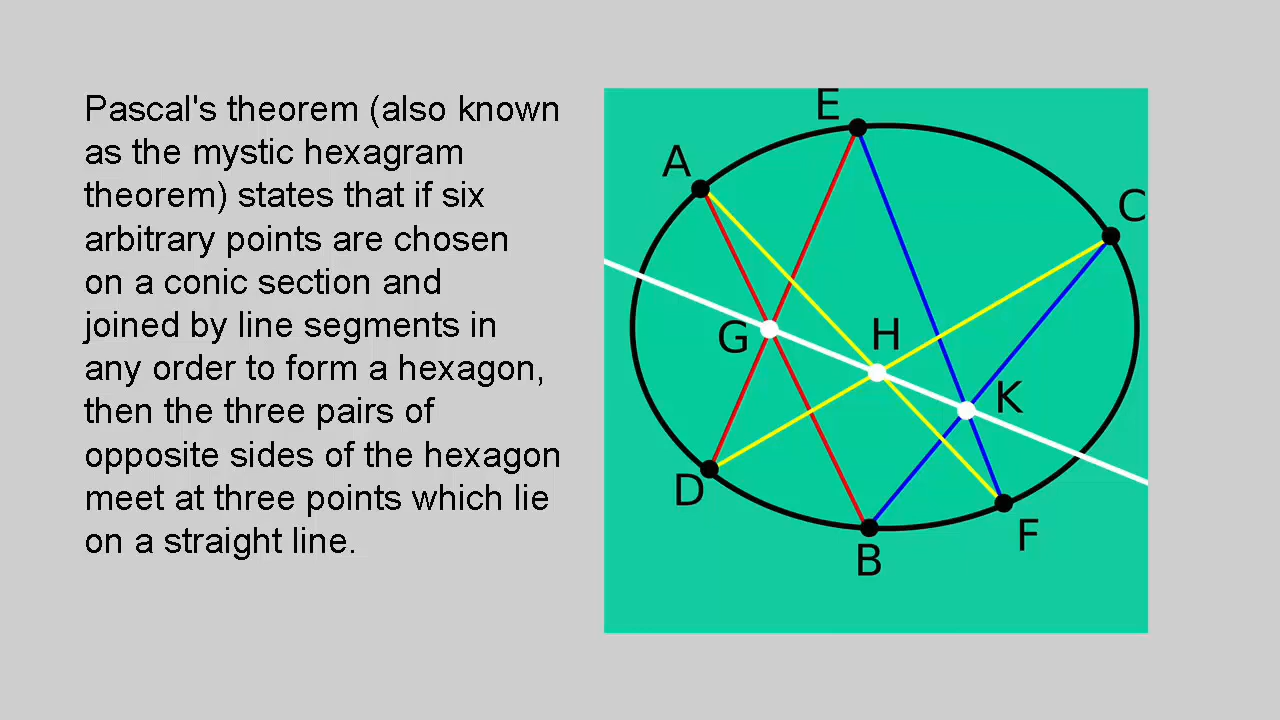 Pascal's theorem (also known
as the mystic hexagram
theorem) states that if six
arbitrary points are chosen
on a conic section and
joined by line segments in
any order to form a hexagon,
then the three pairs of
opposite sides of the hexagon
meet at three points which lie
on a straight line.
E
A
C
G
H
K
D
B
F